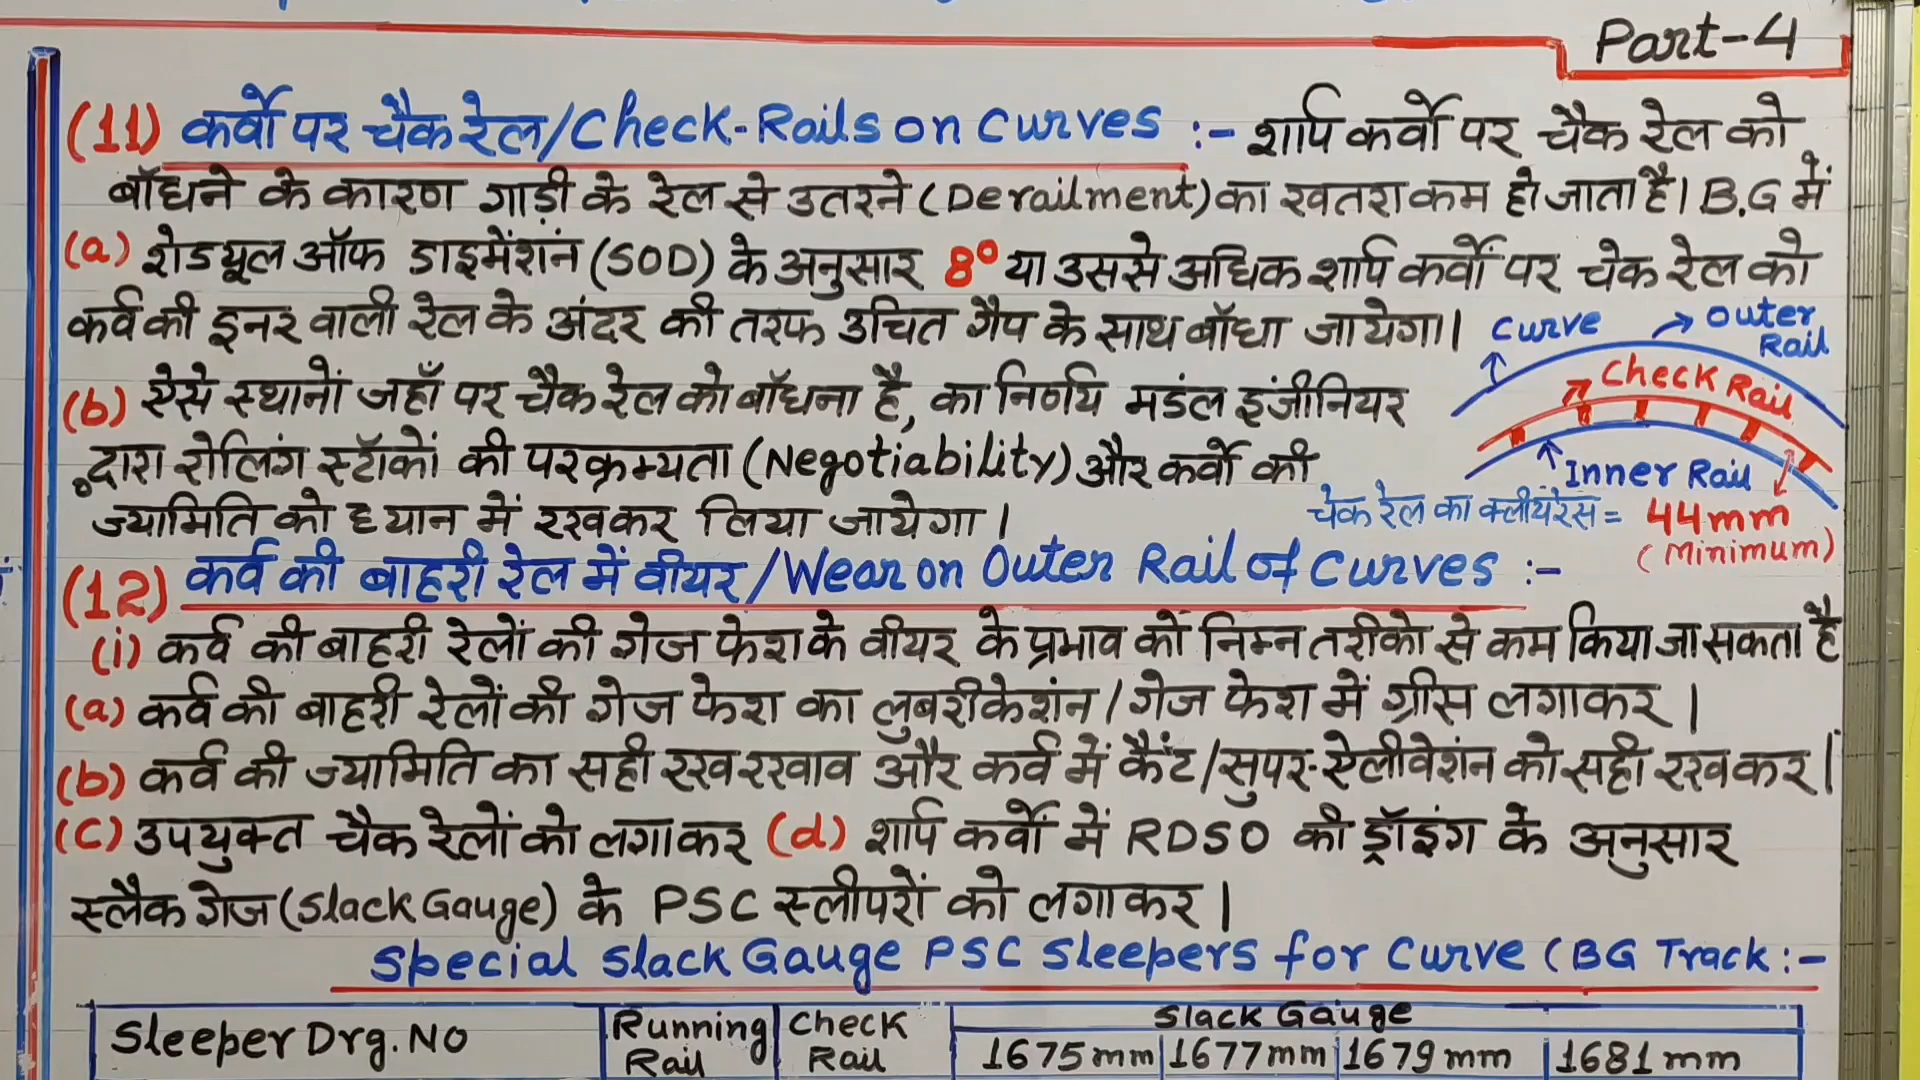 Part-4
(11) कर्वो पर चैक रेल/Check-Rails on Curves :- शार्प कर्वो पर चैक रेल को
बॉधने के कारण गाड़ी के रेल से उतरने (Derailment) का खतरा कम हो जाता है। B.G में
(a) शेड्यूल ऑफ डाइमेंशंन (SOD) के अनुसार 8° या उससे अधिक शार्प कर्वों पर चेक रेल को
कर्व की इनर वाली रेल के अंदर की तरफ उचित गैप के साथ बॉधा जायेगा।
Curve → Outer Rail
Check Rail
Inner Rail
(b) ऐसे स्थानों जहाँ पर चैक रेल को बॉधना है, का निर्णय मडंल इंजीनियर
द्वारा रोलिंग स्टॉकों की परक्रम्यता (Negotiability) और कर्वो की
ज्यामिति को ध्यान में रखकर लिया जायेगा।
चेक रेल का क्लीयरेंस = 44mm
(Minimum)
(12) कर्व की बाहरी रेल में वीयर/Wear on Outer Rail of Curves :-
(i) कर्व की बाहरी रेलों की गेज फेश के वीयर के प्रभाव को निम्न तरीको से कम किया जा सकता है
(a) कर्व की बाहरी रेलों की गेज फेश का लुबरीकेशंन/गेज फेश में ग्रीस लगाकर।
(b) कर्व की ज्यामिति का सही रखरखाव और कर्व में कैंट/सुपर-ऐलीवेशंन को सही रखकर।
(C) उपयुक्त चैक रेलों को लगाकर (d) शार्प कर्वो में RDSO की ड्रॉइंग के अनुसार
स्लैक गेज (Slack Gauge) के PSC स्लीपरों को लगाकर।
Special Slack Gauge PSC Sleepers for Curve (BG Track :-
Sleeper Drg. No | Running Rail | Check Rail | Slack Gauge
1675mm | 1677mm | 1679mm | 1681mm